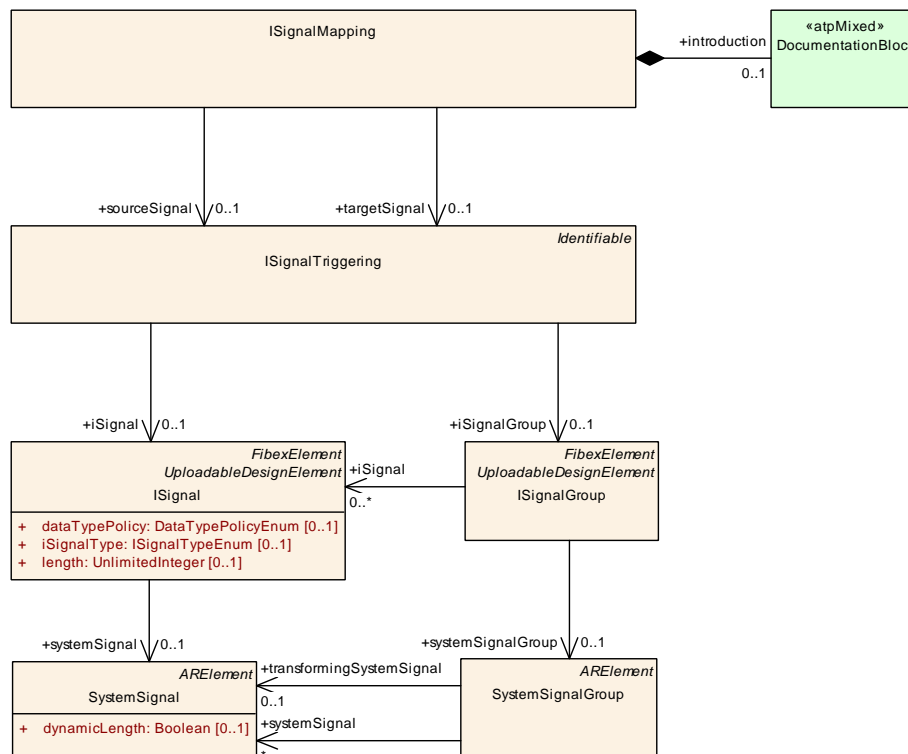 ISignalMapping
+introduction
0..1
«atpMixed»
DocumentationBloc
+sourceSignal
0..1
+targetSignal
0..1
Identifiable
ISignalTriggering
+iSignal
0..1
+iSignalGroup
0..1
FibexElement
UploadableDesignElement
ISignal
+ dataTypePolicy: DataTypePolicyEnum [0..1]
+ iSignalType: ISignalTypeEnum [0..1]
+ length: UnlimitedInteger [0..1]
+iSignal
0..*
FibexElement
UploadableDesignElement
ISignalGroup
+systemSignal
0..1
+systemSignalGroup
0..1
ARElement
SystemSignal
+ dynamicLength: Boolean [0..1]
+transformingSystemSignal
0..1
+systemSignal
*
ARElement
SystemSignalGroup